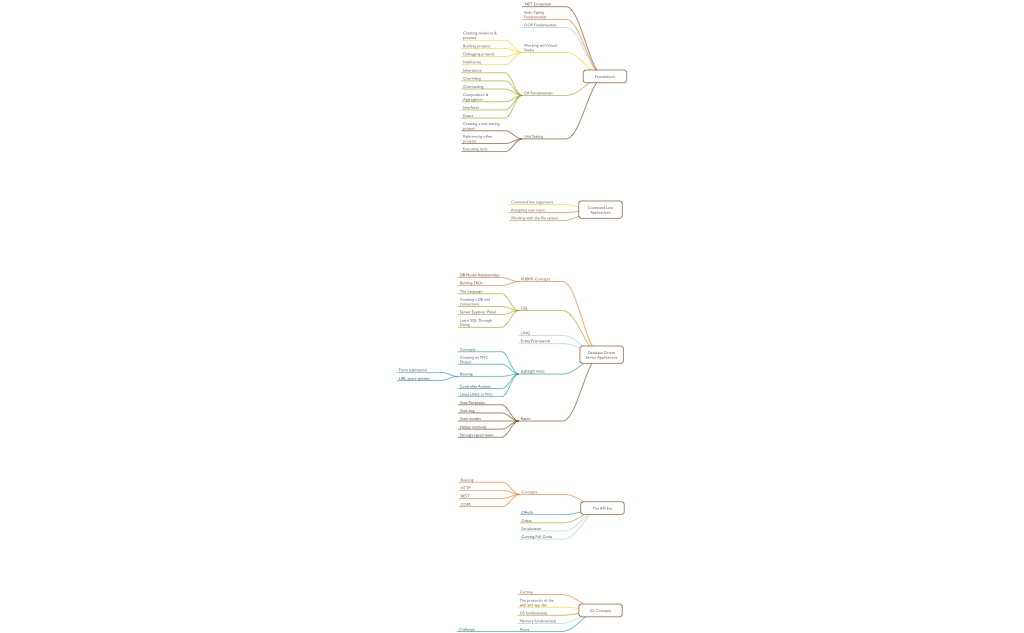 .NET Ecosystem
Static Typing
Fundamentals
OOP Fundamentals
Creating solutions &
projects
Building projects
Debugging projects
Intellisense
Working with Visual
Studio
Foundations
Inheritance
Overriding
Overloading
Composition &
Aggregation
Interfaces
Events
C# Fundamentals
Creating a unit testing
project
Referencing other
projects
Executing tests
Unit Testing
Command line arguments
Accepting user input
Working with the file system
Command Line
Applications
DB Model Relationships
Building ERDs
RDBMS Concepts
The Language
Creating a DB and
connections
Server Explorer Panel
Learn SQL Through
Doing
SQL
LINQ
Entity Framework
Database Driven
Server Applications
Concepts
Creating an MVC
Project
Form submission
URL query params
Routing
Controller Actions
Using LINQ in MVC
ASP.NET MVC
View Templates
View bag
View models
Helper methods
Strongly typed views
Razor
Routing
HTTP
REST
CORS
Concepts
OAuth
Serialization
Coming Full Circle
The API Era
Caching
The protocols of the
web and app dev
OS fundamentals
Memory fundamentals
Challenge
Azure
CS Concepts